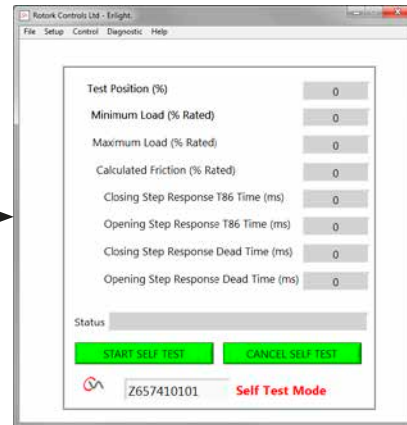 Rotork Controls Ltd - Enlight.
File Setup Control Diagnostic Help
Test Position (%) 0
Minimum Load (% Rated) 0
Maximum Load (% Rated) 0
Calculated Friction (% Rated) 0
Closing Step Response T86 Time (ms) 0
Opening Step Response T86 Time (ms) 0
Closing Step Response Dead Time (ms) 0
Opening Step Response Dead Time (ms) 0
Status
START SELF TEST CANCEL SELF TEST
Z657410101 Self Test Mode